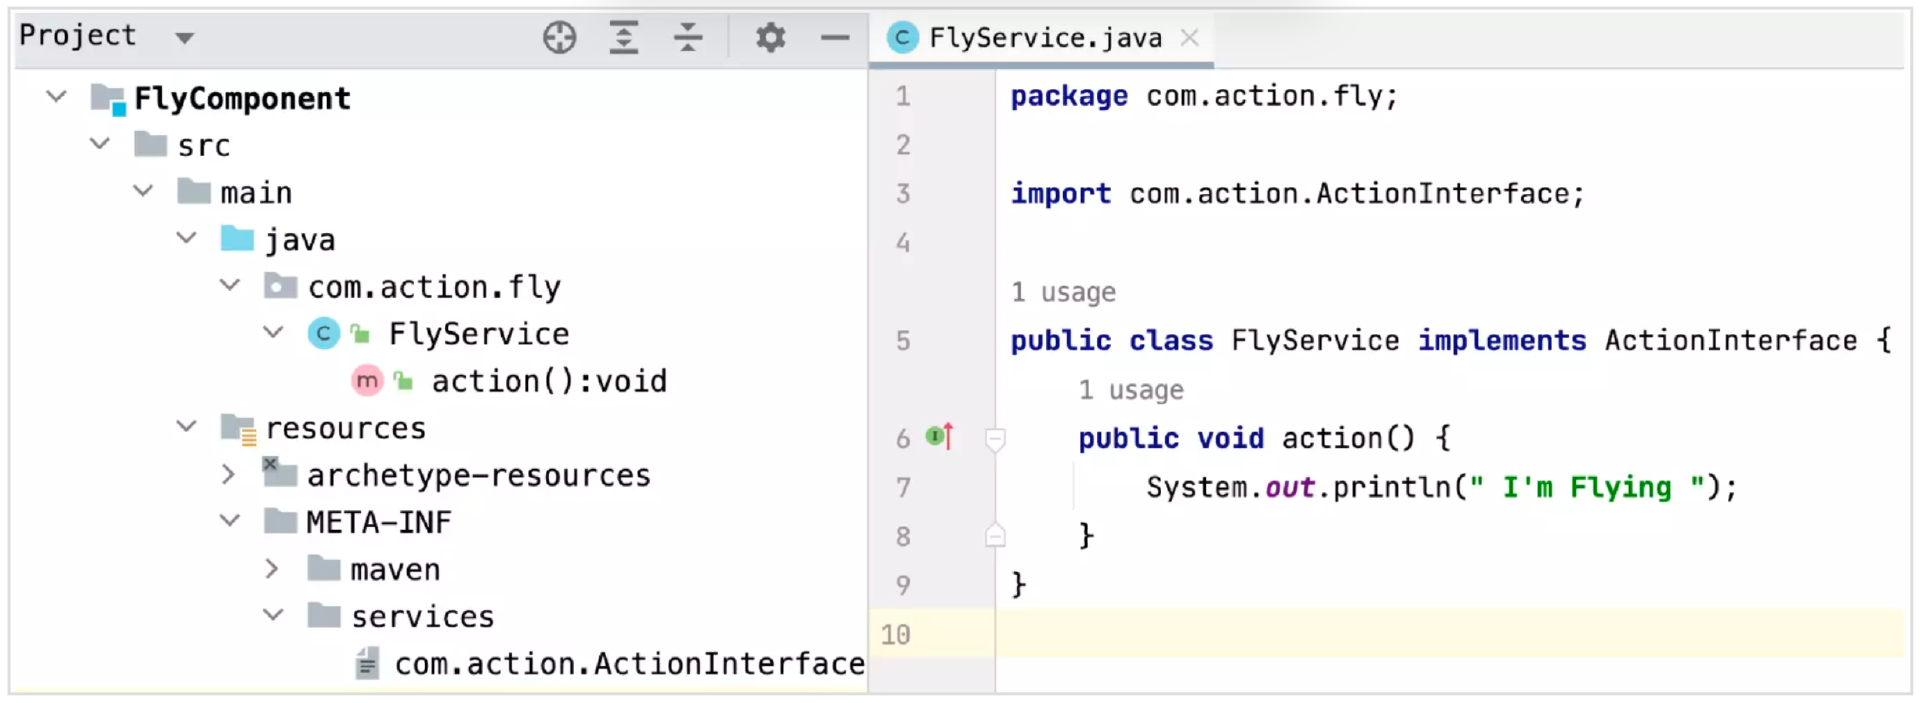 Project
FlyComponent
src
main
java
com.action.fly
C FlyService
m action():void
resources
archetype-resources
META-INF
maven
services
com.action.ActionInterface
C FlyService.java
1 package com.action.fly;
2
3 import com.action.ActionInterface;
4
1 usage
5 public class FlyService implements ActionInterface {
1 usage
6 I public void action() {
7 System.out.println(" I'm Flying ");
8 }
9 }
10